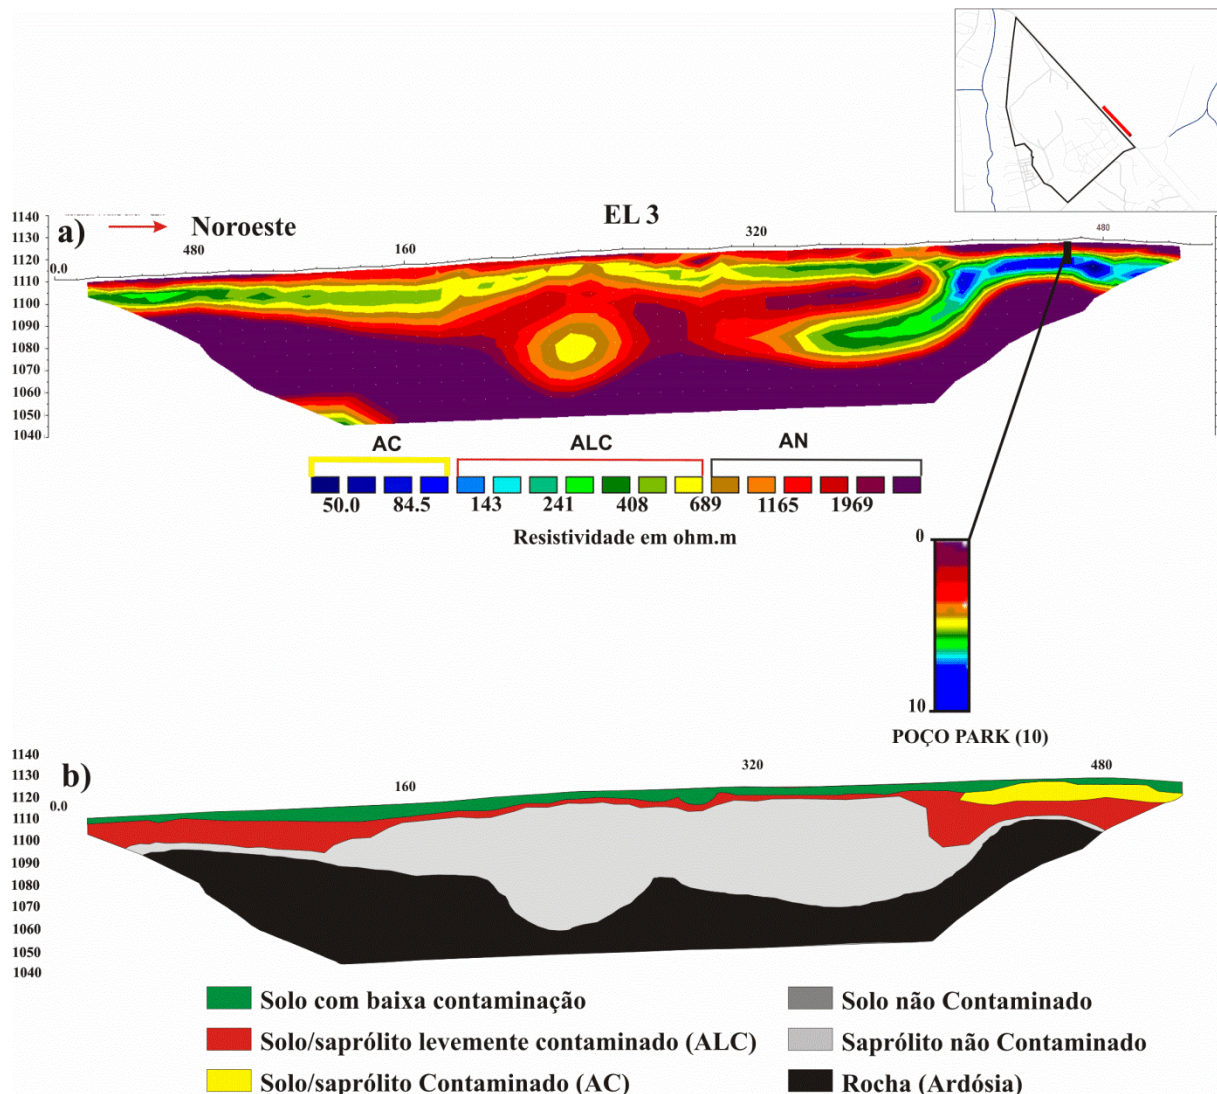 EL 3
a)
Noroeste
1140
1130
1120
1110
1100
1090
1080
1070
1060
1050
1040
0.0
480
160
320
480
AC
ALC
AN
50.0 84.5 143 241 408 689 1165 1969
Resistividade em ohm.m
0
10
POÇO PARK (10)
b)
1140
1130
1120
1110
1100
1090
1080
1070
1060
1050
1040
0.0
160
320
480
Solo com baixa contaminação
Solo/saprólito levemente contaminado (ALC)
Solo/saprólito Contaminado (AC)
Solo não Contaminado
Saprólito não Contaminado
Rocha (Ardósia)